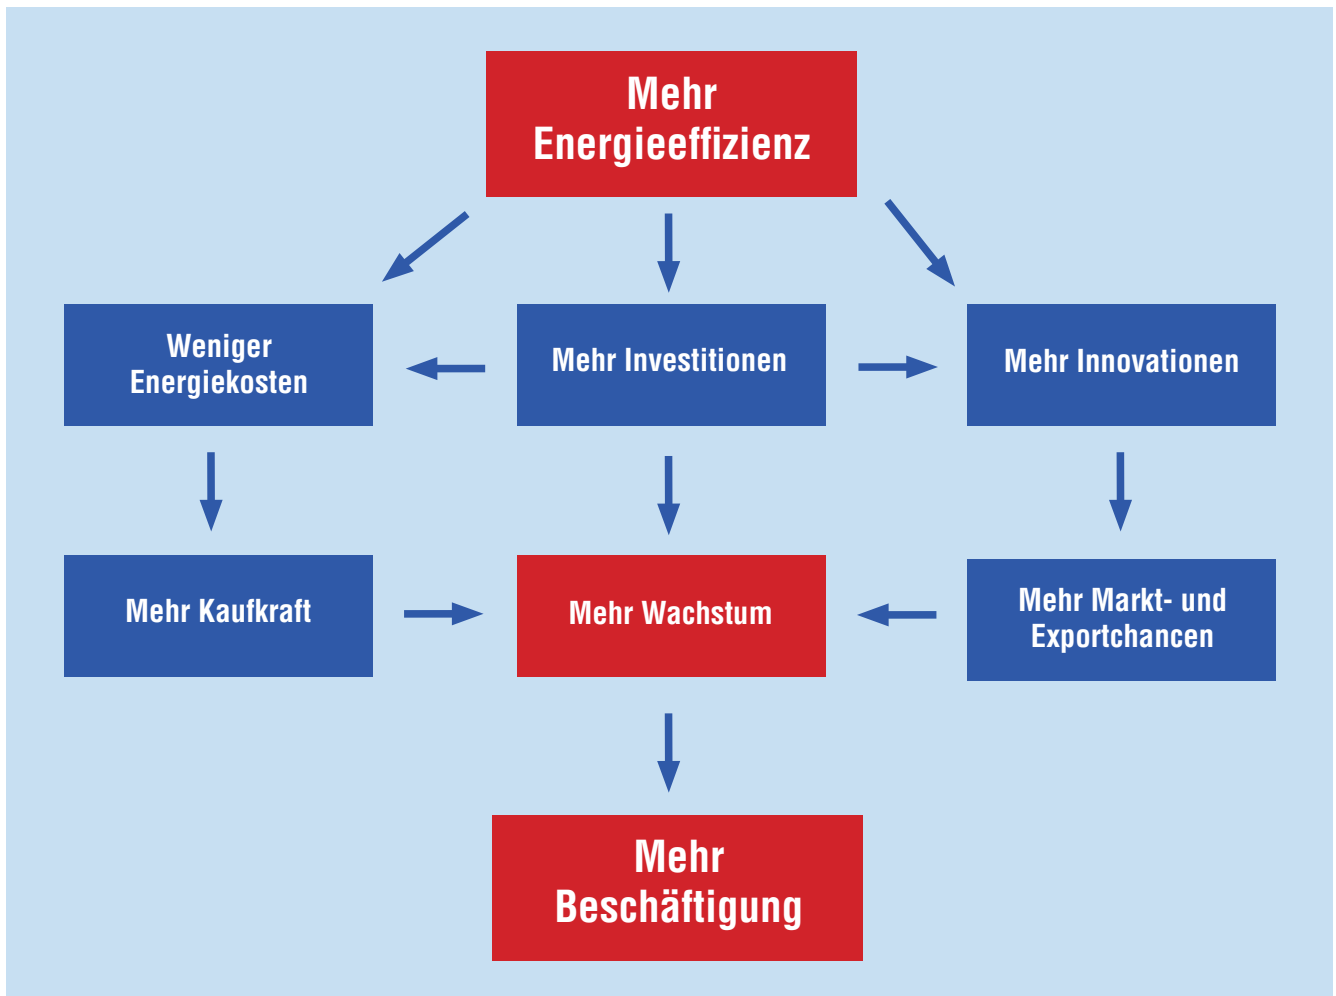 Mehr
Energieeffizienz
Weniger
Energiekosten
Mehr Investitionen
Mehr Innovationen
Mehr Kaufkraft
Mehr Wachstum
Mehr Markt- und
Exportchancen
Mehr
Beschäftigung